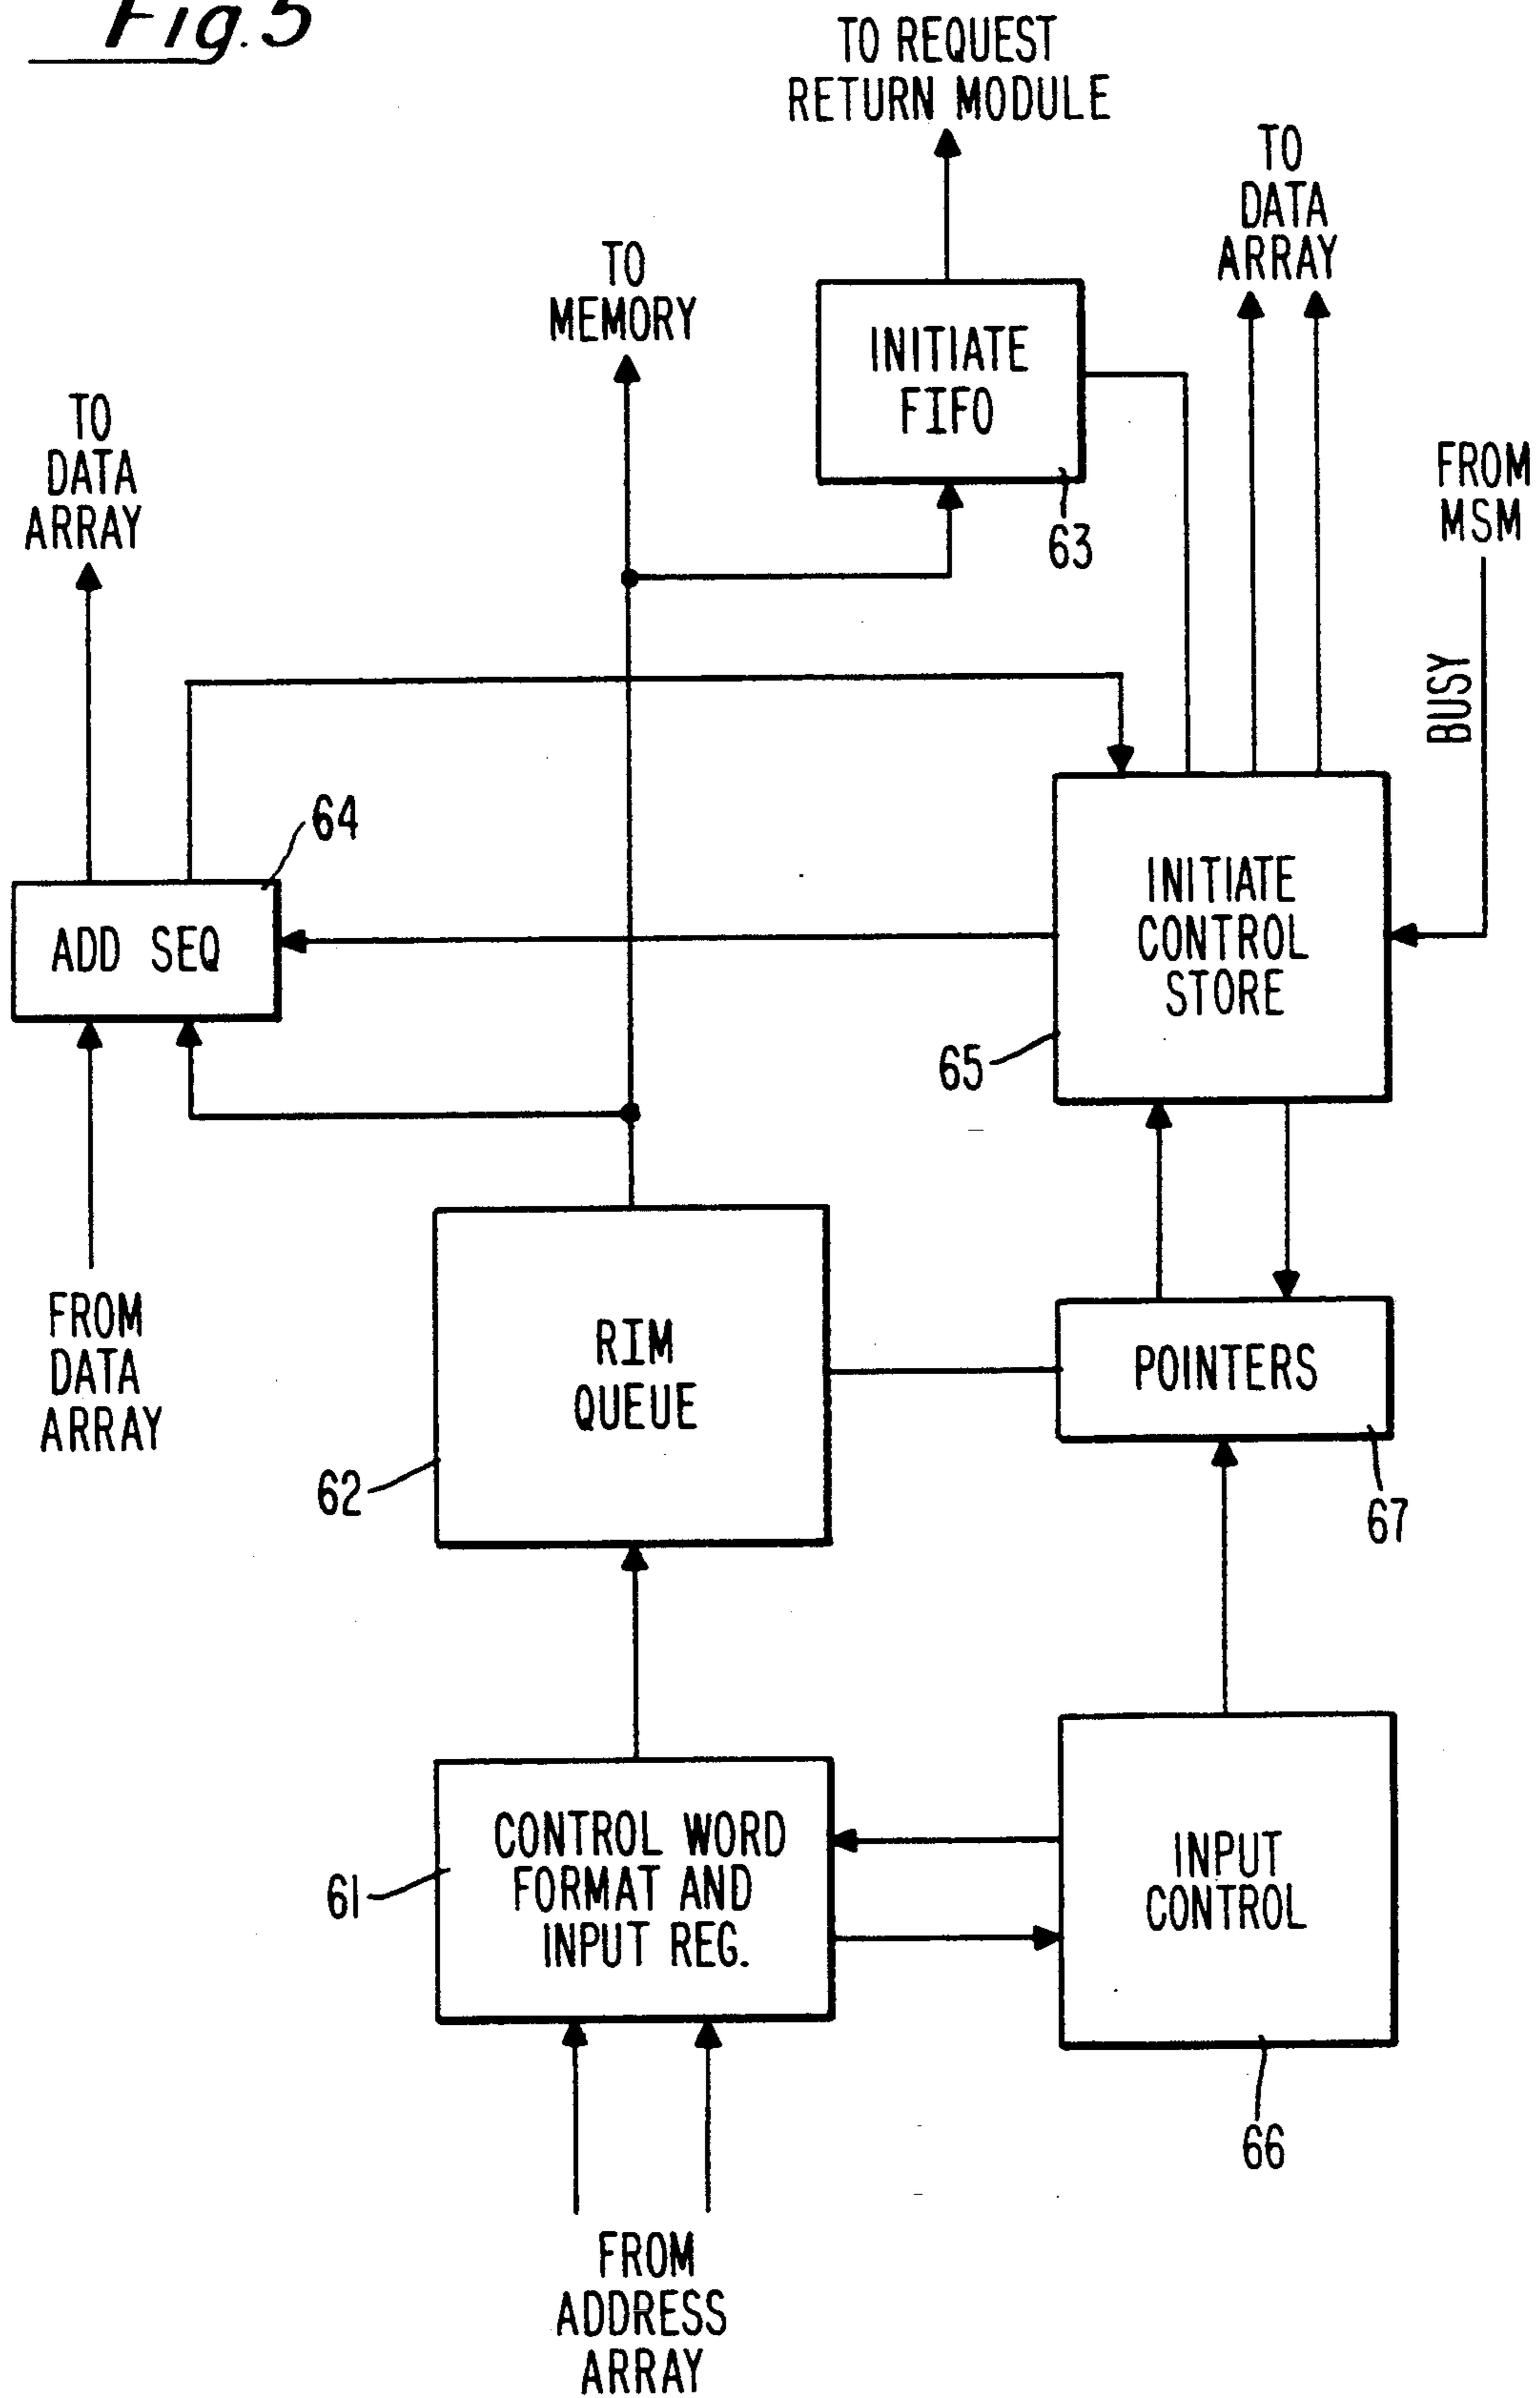 Fig. 5
TO REQUEST
RETURN MODULE
TO
DATA
ARRAY
TO
MEMORY
INITIATE
FIFO
63
TO
DATA
ARRAY
FROM
MSM
BUSY
64
ADD SEQ
INITIATE
CONTROL
STORE
65
FROM
DATA
ARRAY
RIM
QUEUE
62
POINTERS
67
CONTROL WORD
FORMAT AND
INPUT REG.
61
INPUT
CONTROL
66
FROM
ADDRESS
ARRAY